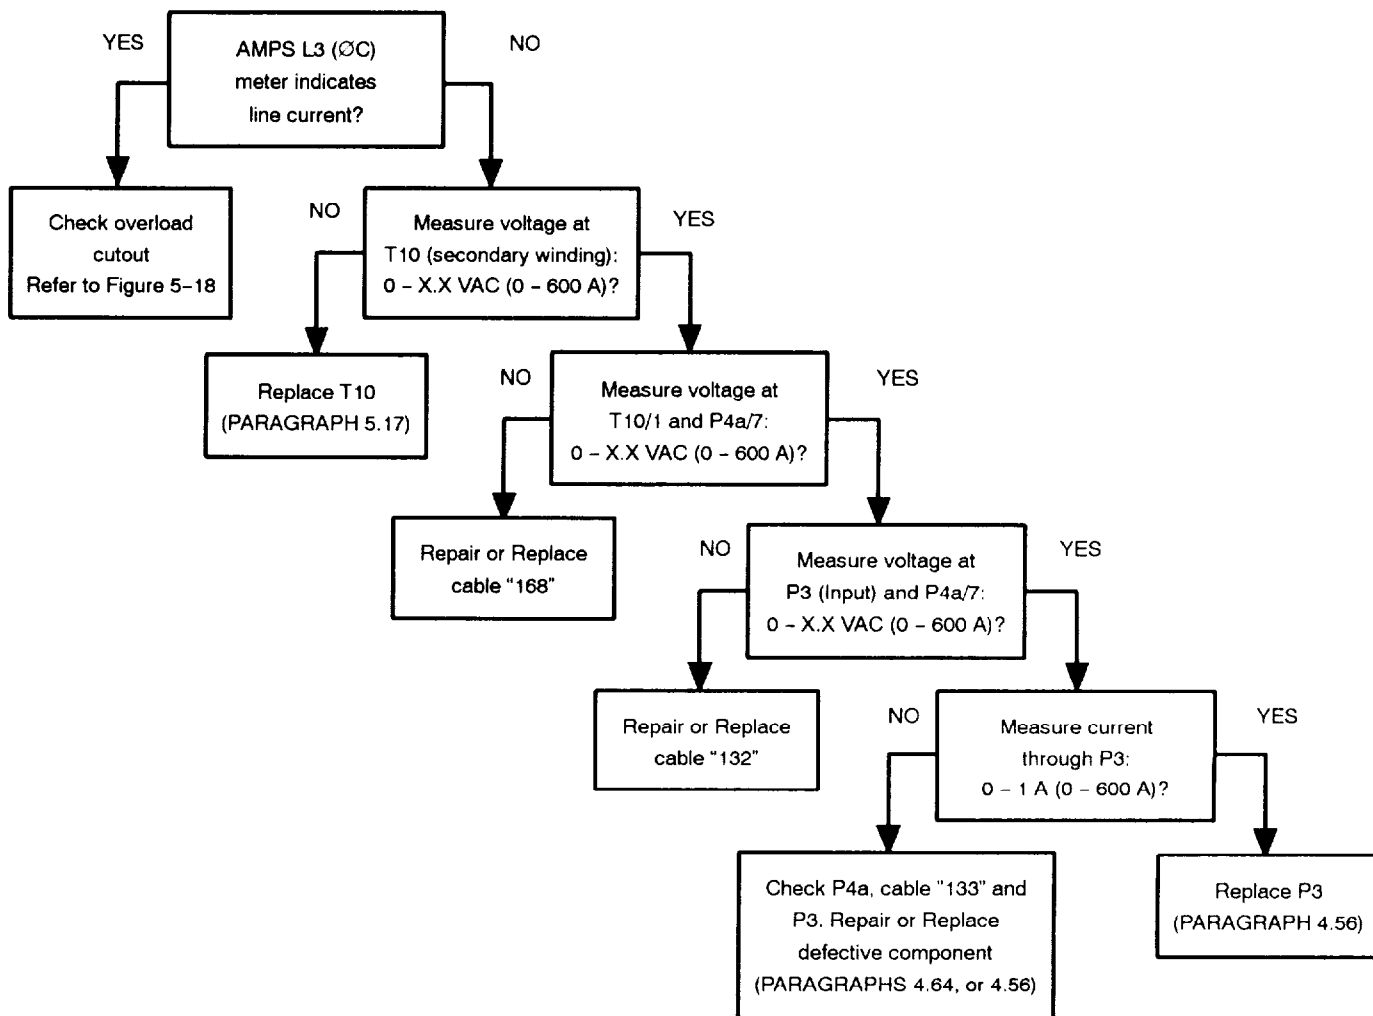 YES
AMPS L3 (ØC)
meter indicates
line current?
NO
Check overload
cutout
Refer to Figure 5–18
NO
Measure voltage at
T10 (secondary winding):
0 – X.X VAC (0 – 600 A)?
YES
Replace T10
(PARAGRAPH 5.17)
NO
Measure voltage at
T10/1 and P4a/7:
0 – X.X VAC (0 – 600 A)?
YES
Repair or Replace
cable “168”
NO
Measure voltage at
P3 (Input) and P4a/7:
0 – X.X VAC (0 – 600 A)?
YES
Repair or Replace
cable “132”
NO
Measure current
through P3:
0 – 1 A (0 – 600 A)?
YES
Check P4a, cable "133" and
P3. Repair or Replace
defective component
(PARAGRAPHS 4.64, or 4.56)
Replace P3
(PARAGRAPH 4.56)